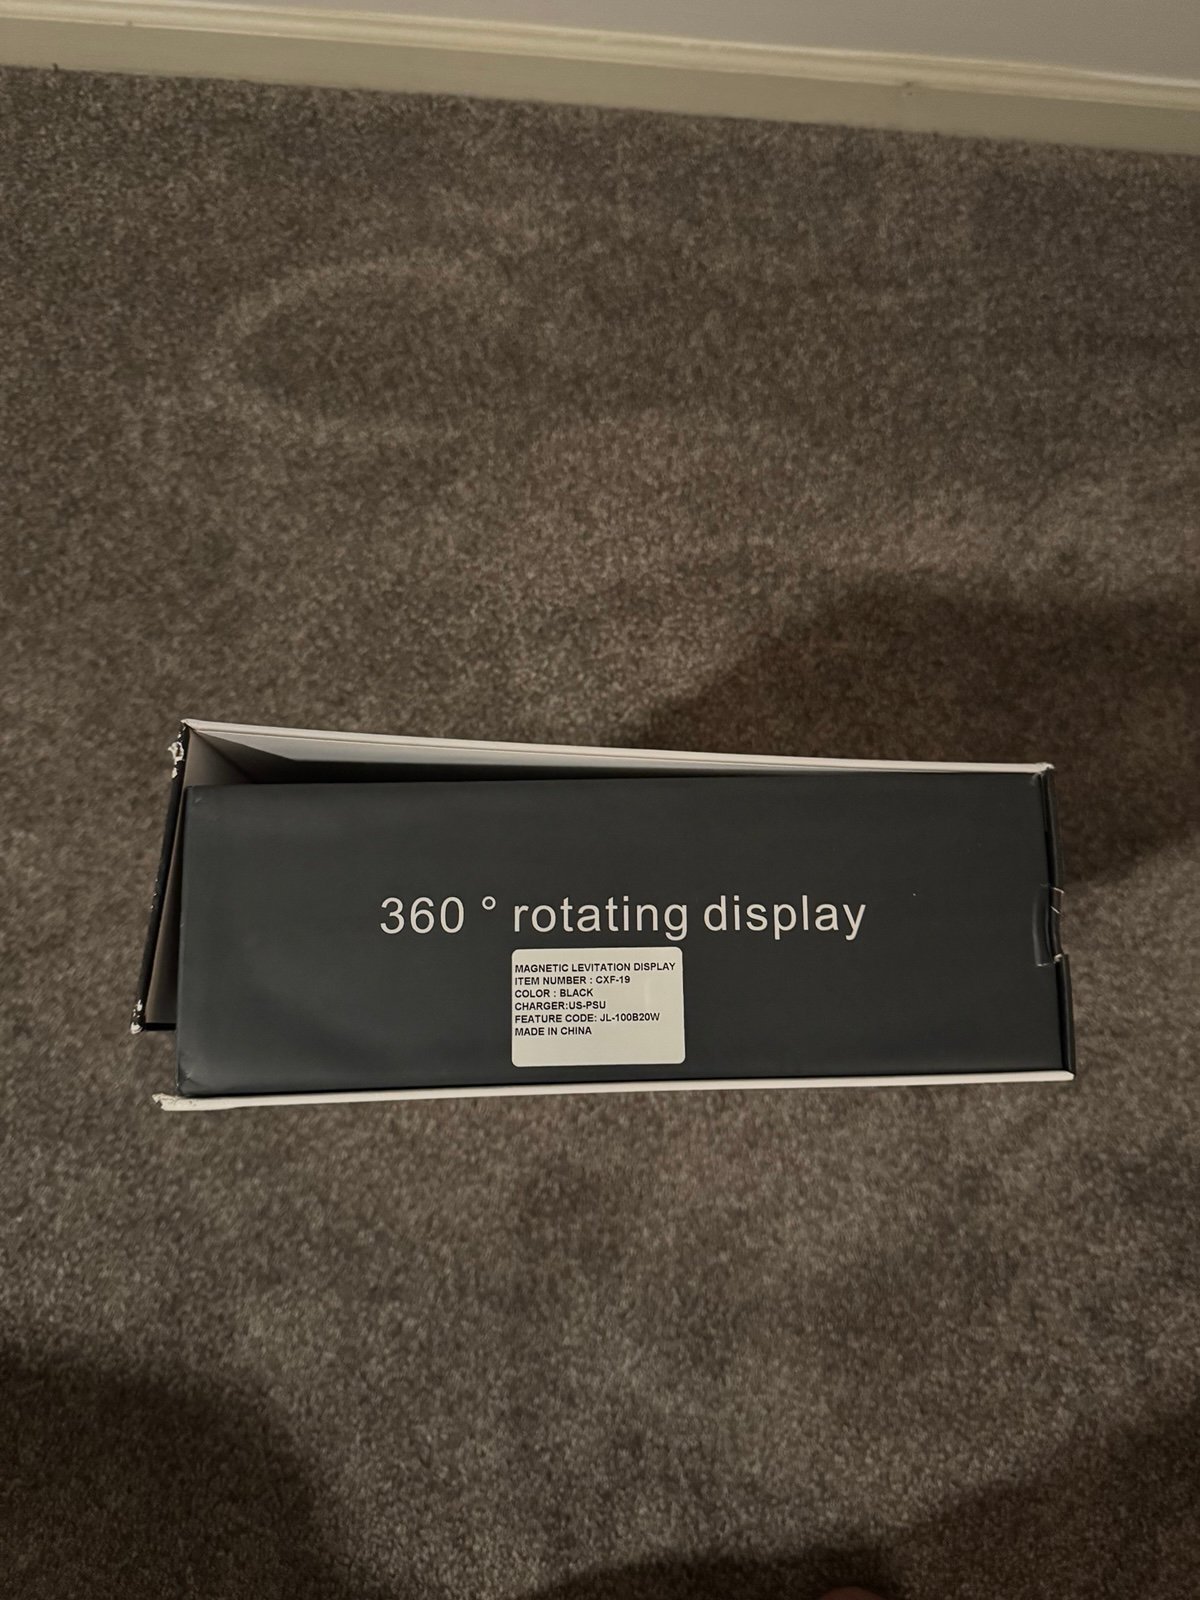 360 ° rotating display
MAGNETIC LEVITATION DISPLAY
ITEM NUMBER : CXF-19
COLOR : BLACK
CHARGER:US-PSU
FEATURE CODE: JL-100B20W
MADE IN CHINA